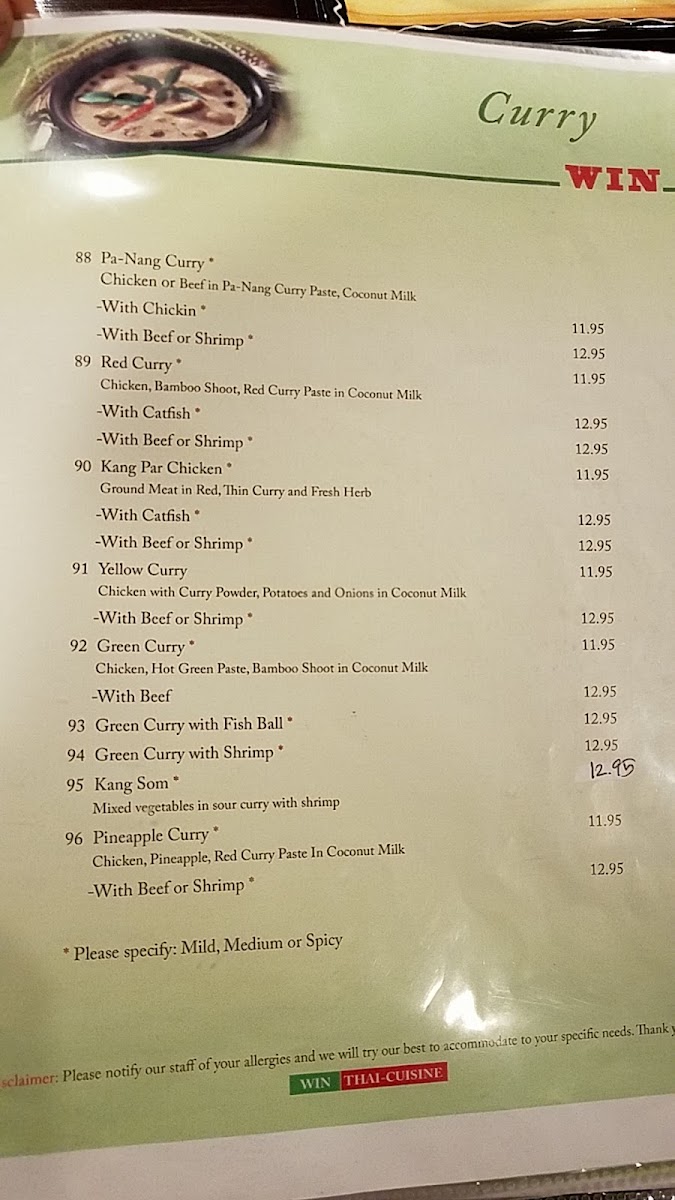 Curry
WIN
88 Pa-Nang Curry *
Chicken or Beef in Pa-Nang Curry Paste, Coconut Milk
-With Chickin * 11.95
-With Beef or Shrimp * 12.95
89 Red Curry * 11.95
Chicken, Bamboo Shoot, Red Curry Paste in Coconut Milk
-With Catfish * 12.95
-With Beef or Shrimp * 12.95
90 Kang Par Chicken * 11.95
Ground Meat in Red, Thin Curry and Fresh Herb
-With Catfish * 12.95
-With Beef or Shrimp * 12.95
91 Yellow Curry 11.95
Chicken with Curry Powder, Potatoes and Onions in Coconut Milk
-With Beef or Shrimp * 12.95
92 Green Curry * 11.95
Chicken, Hot Green Paste, Bamboo Shoot in Coconut Milk
-With Beef 12.95
93 Green Curry with Fish Ball * 12.95
94 Green Curry with Shrimp * 12.95
95 Kang Som * 12.95
Mixed vegetables in sour curry with shrimp
96 Pineapple Curry * 11.95
Chicken, Pineapple, Red Curry Paste In Coconut Milk
-With Beef or Shrimp * 12.95
* Please specify: Mild, Medium or Spicy
sclaimer: Please notify our staff of your allergies and we will try our best to accommodate to your specific needs. Thank y
WIN THAI-CUISINE